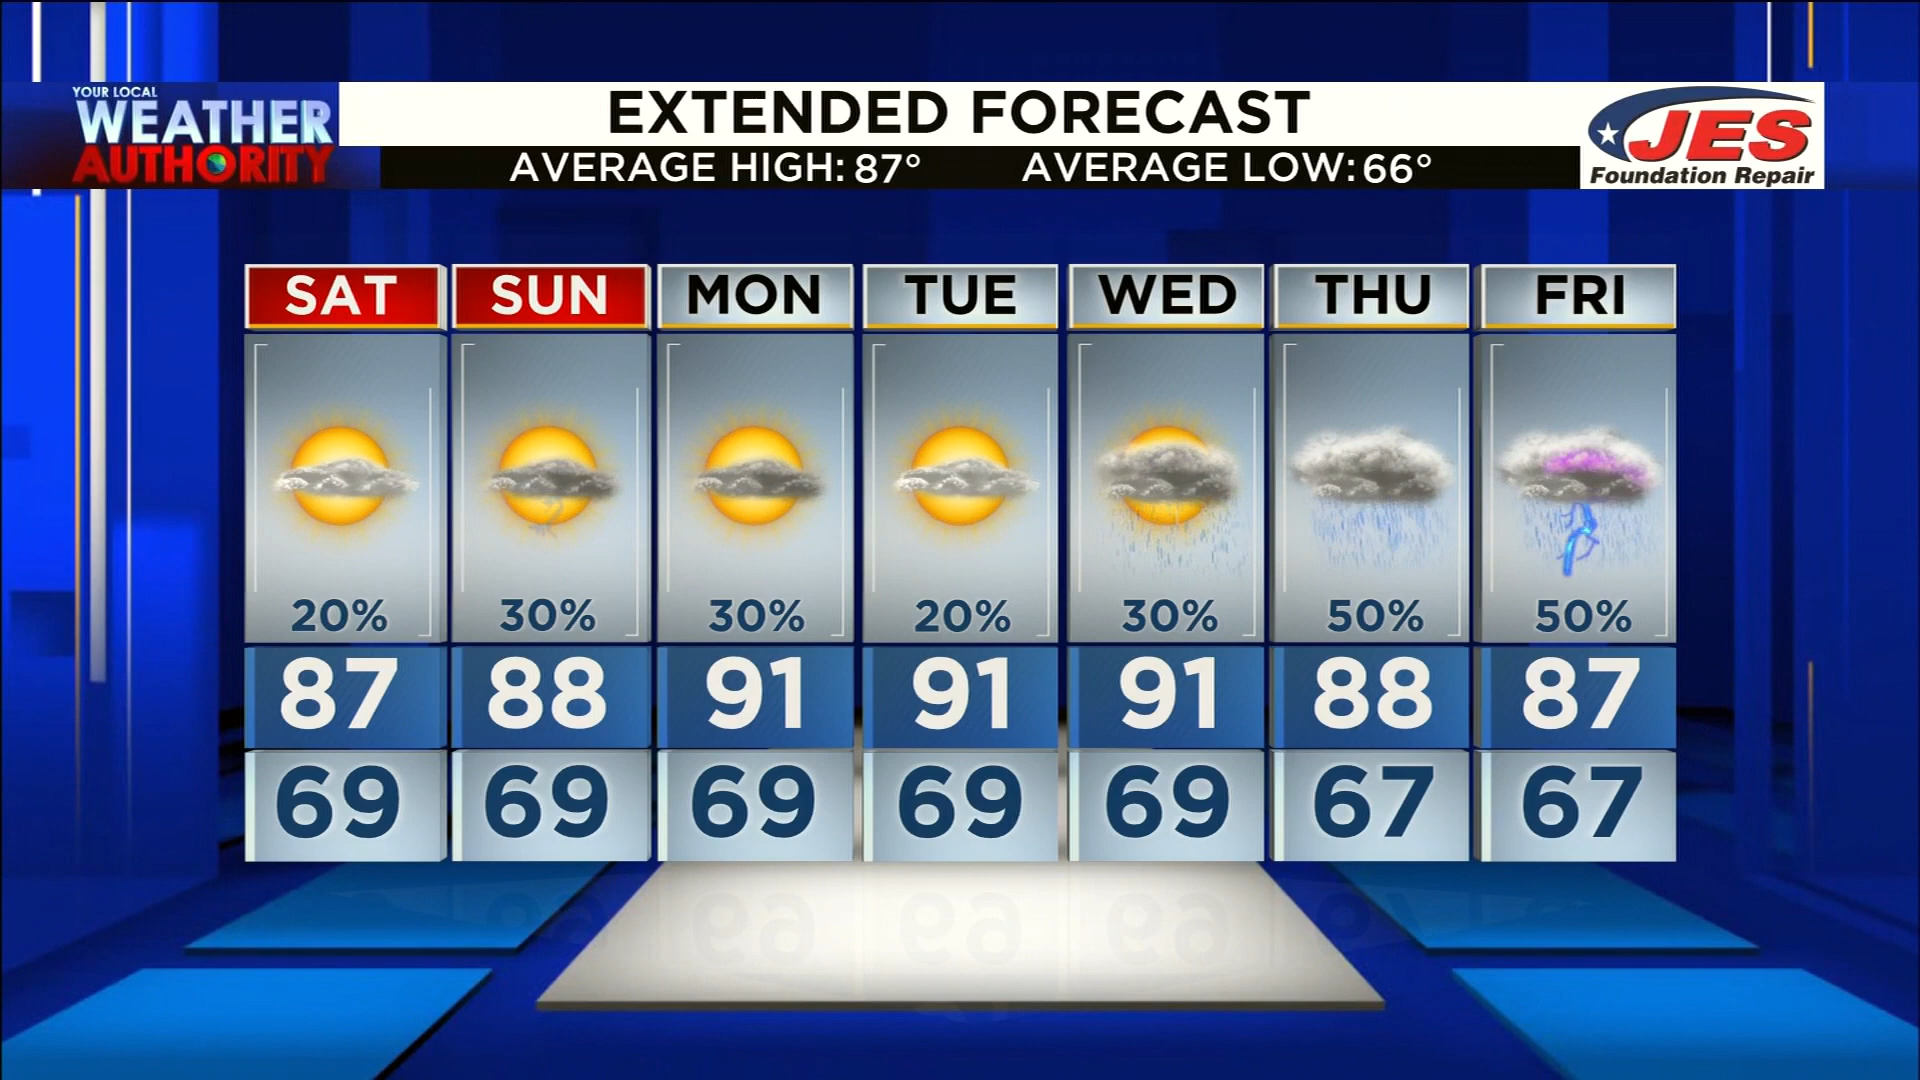 YOUR LOCAL
WEATHER
AUTHORITY
EXTENDED FORECAST
AVERAGE HIGH: 87° AVERAGE LOW: 66°
JES
Foundation Repair
SAT SUN MON TUE WED THU FRI
20% 30% 30% 20% 30% 50% 50%
87 88 91 91 91 88 87
69 69 69 69 69 67 67